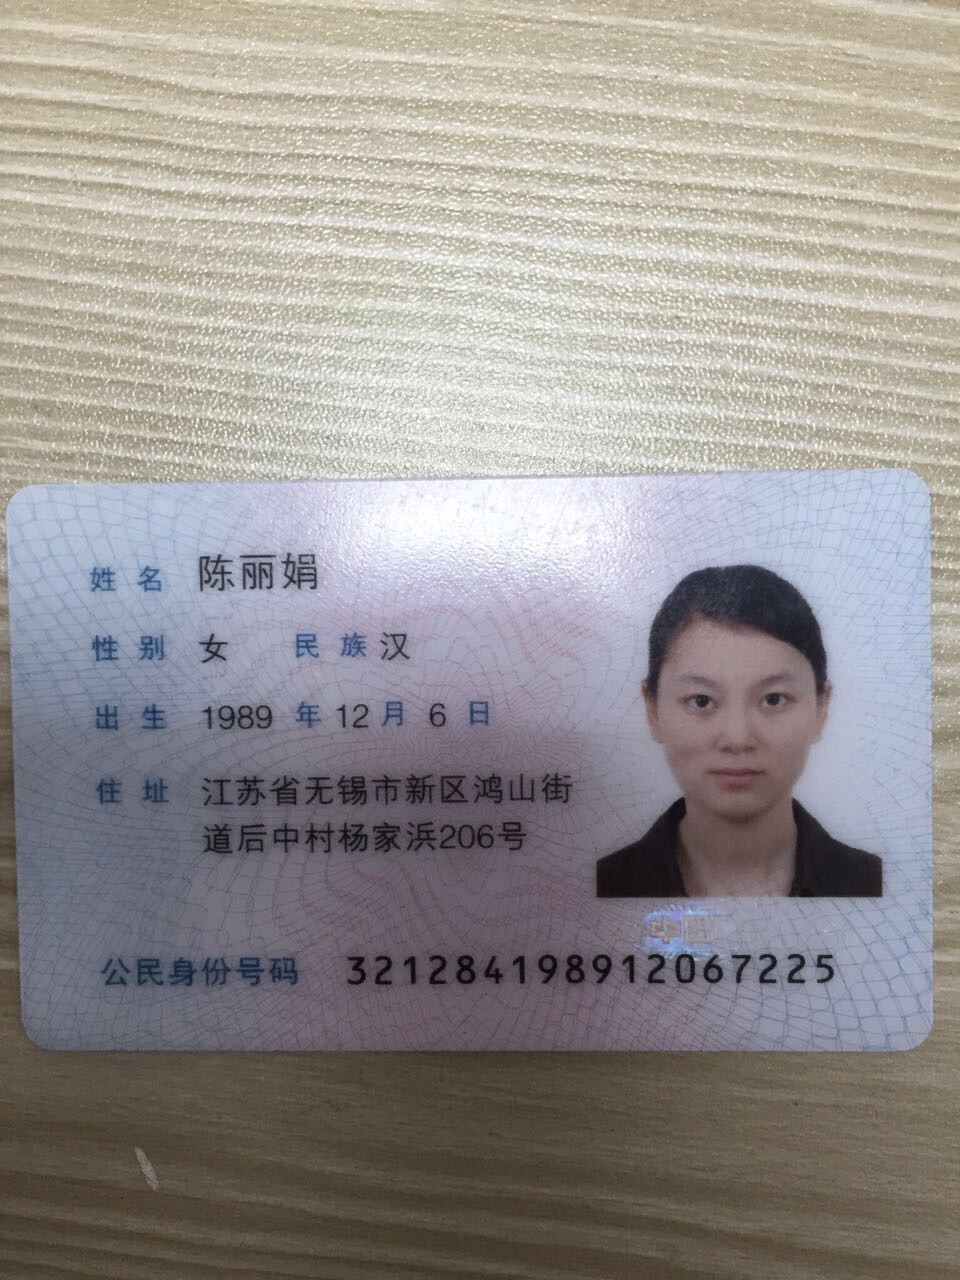 姓名 陈丽娟
性别 女 民族 汉
出生 1989 年 12 月 6 日
住址 江苏省无锡市新区鸿山街
道后中村杨家浜206号
公民身份号码 321284198912067225